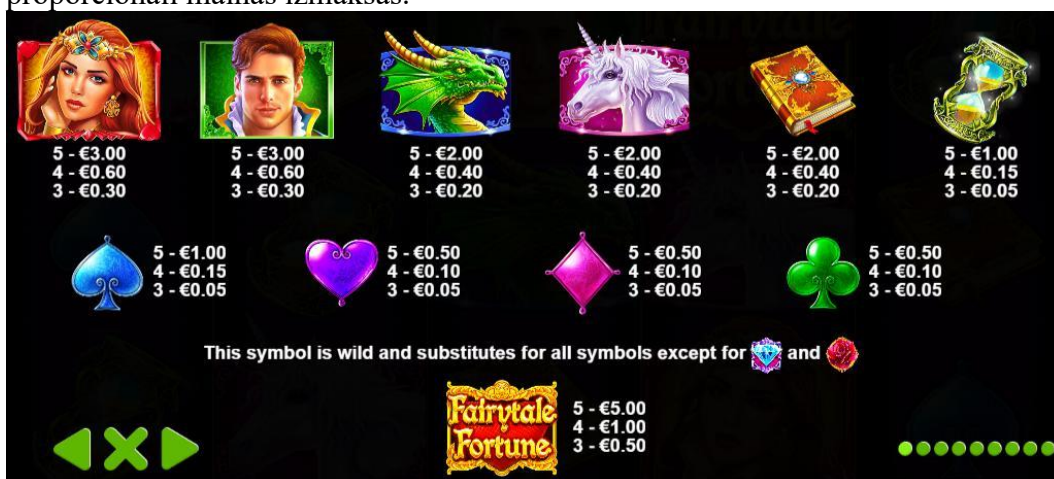 proporcionāli mainās izmaksas.
5 - €3.00
4 - €0.60
3 - €0.30
5 - €3.00
4 - €0.60
3 - €0.30
5 - €2.00
4 - €0.40
3 - €0.20
5 - €2.00
4 - €0.40
3 - €0.20
5 - €2.00
4 - €0.40
3 - €0.20
5 - €1.00
4 - €0.15
3 - €0.05
5 - €1.00
4 - €0.15
3 - €0.05
5 - €0.50
4 - €0.10
3 - €0.05
5 - €0.50
4 - €0.10
3 - €0.05
5 - €0.50
4 - €0.10
3 - €0.05
This symbol is wild and substitutes for all symbols except for and
Fairytale
Fortune
5 - €5.00
4 - €1.00
3 - €0.50